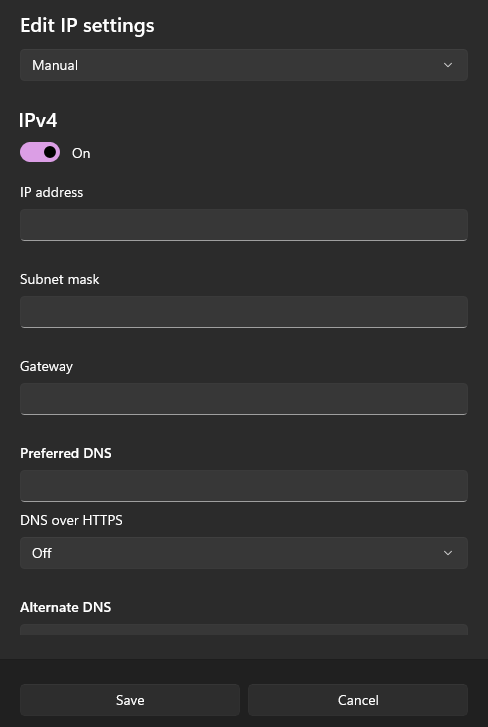 Edit IP settings
Manual
IPv4
On
IP address
Subnet mask
Gateway
Preferred DNS
DNS over HTTPS
Off
Alternate DNS
Save Cancel